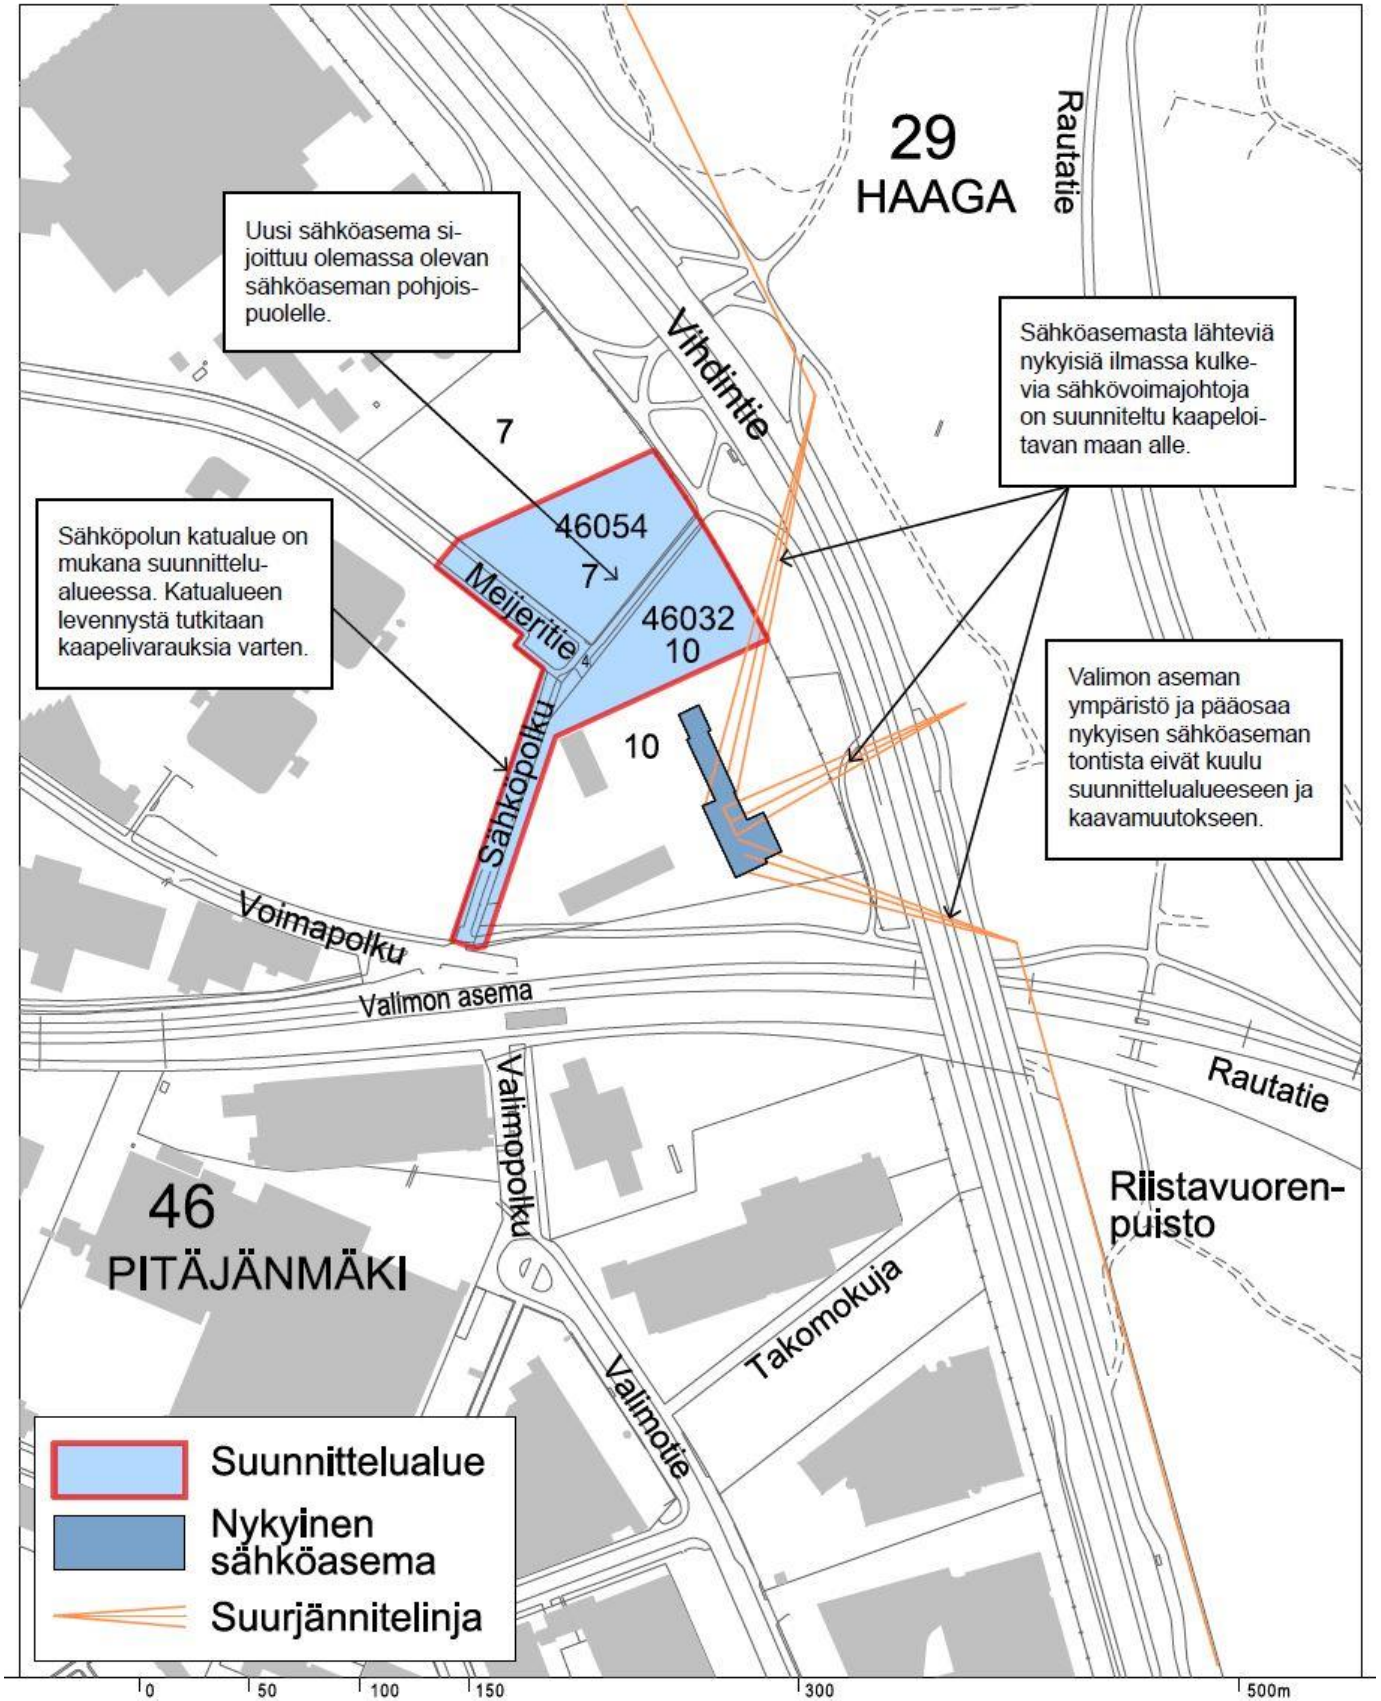 29
HAAGA
Rautatie
Uusi sähköasema si-
joittuu olemassa olevan
sähköaseman pohjois-
puolelle.
Vihdintie
Sähköasemasta lähteviä
nykyisiä ilmassa kulke-
via sähkövoimajohtoja
on suunniteltu kaapeloi-
tavan maan alle.
7
Sähköpolun katualue on
mukana suunnittelu-
alueessa. Katualueen
levennystä tutkitaan
kaapelivarauksia varten.
46054
7
Meijeritie
46032
10
4
Valimon aseman
ympäristö ja pääosaa
nykyisen sähköaseman
tontista eivät kuulu
suunnittelualueeseen ja
kaavamuutokseen.
10
Sähköpolku
Voimapolku
Valimon asema
Rautatie
Valimopolku
46
PITÄJÄNMÄKI
Riistavuoren-
puisto
Takomokuja
Valimotie
Suunnittelualue
Nykyinen
sähköasema
Suurjännitelinja
0 50 100 150 300 500m